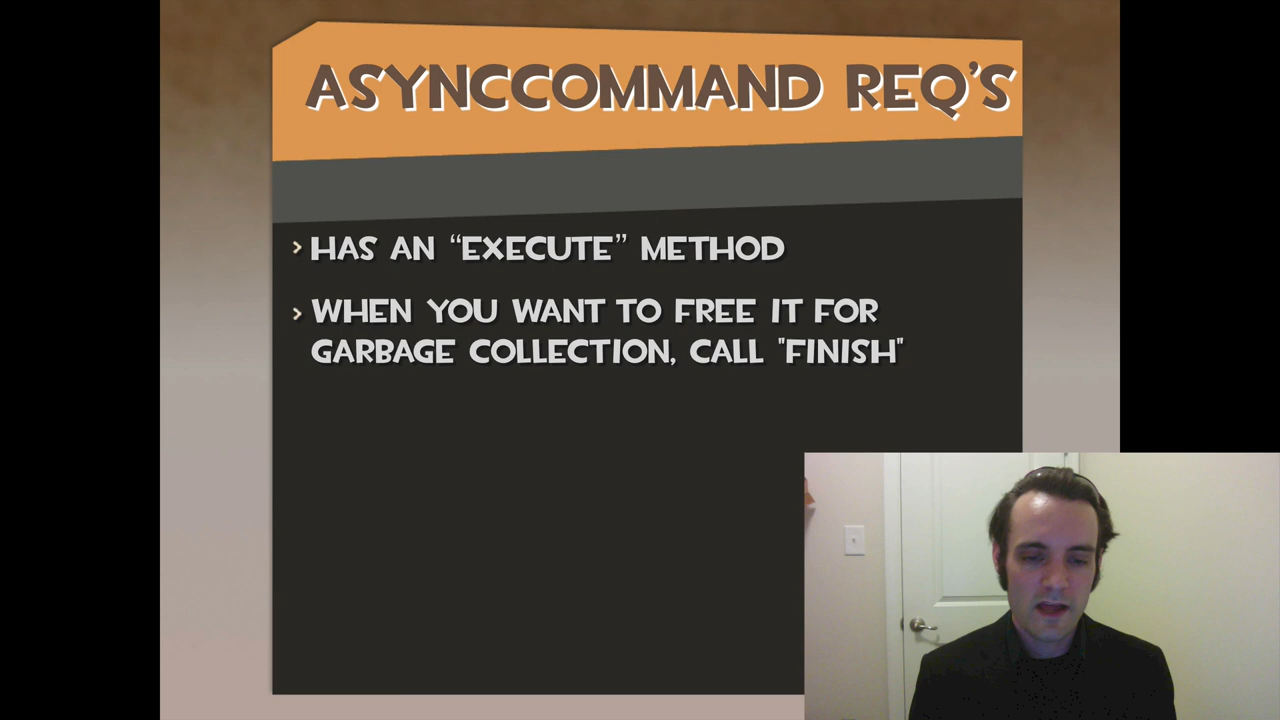 ASYNCCOMMAND REQ'S
› HAS AN “EXECUTE” METHOD
› WHEN YOU WANT TO FREE IT FOR
GARBAGE COLLECTION, CALL "FINISH"